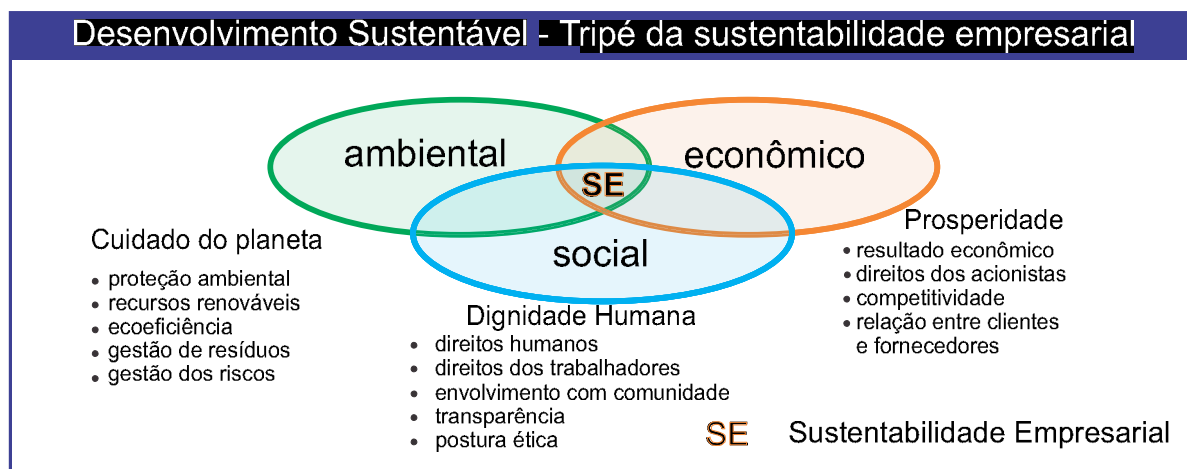 Desenvolvimento Sustentável - Tripé da sustentabilidade empresarial
ambiental
econômico
SE
social
Cuidado do planeta
• proteção ambiental
• recursos renováveis
• ecoeficiência
• gestão de resíduos
• gestão dos riscos
Dignidade Humana
• direitos humanos
• direitos dos trabalhadores
• envolvimento com comunidade
• transparência
• postura ética
Prosperidade
• resultado econômico
• direitos dos acionistas
• competitividade
• relação entre clientes
e fornecedores
SE Sustentabilidade Empresarial